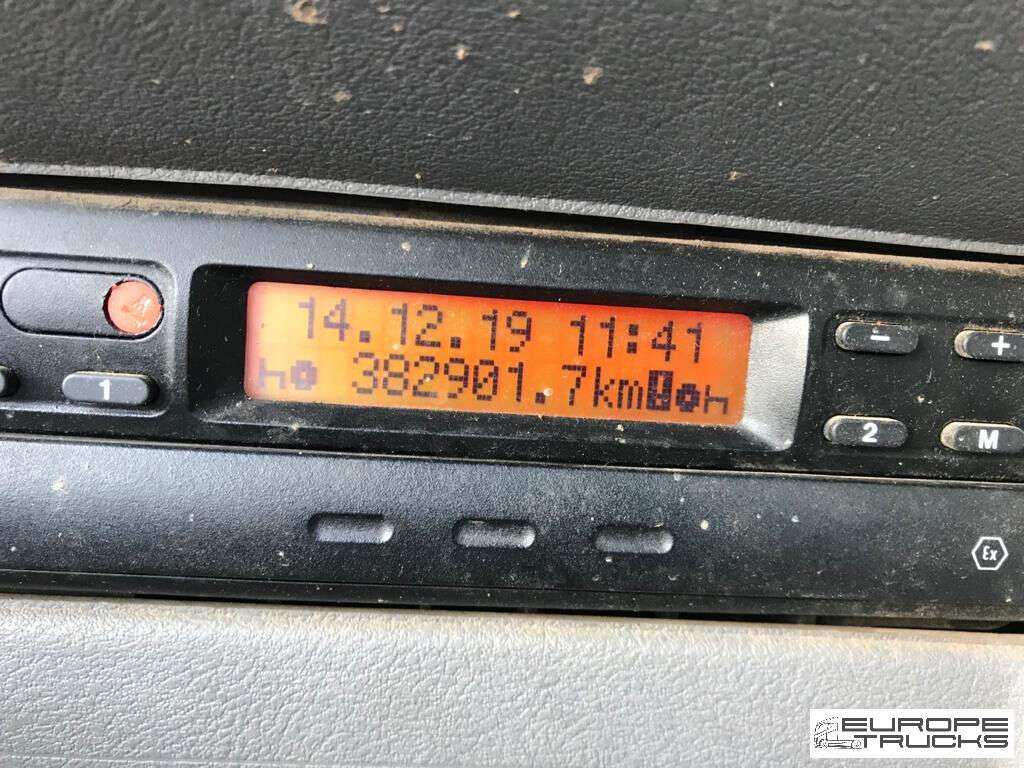 14.12.19 11:41
382901.7km
1
-
+
2
M
Ex
EUROPE
TRUCKS